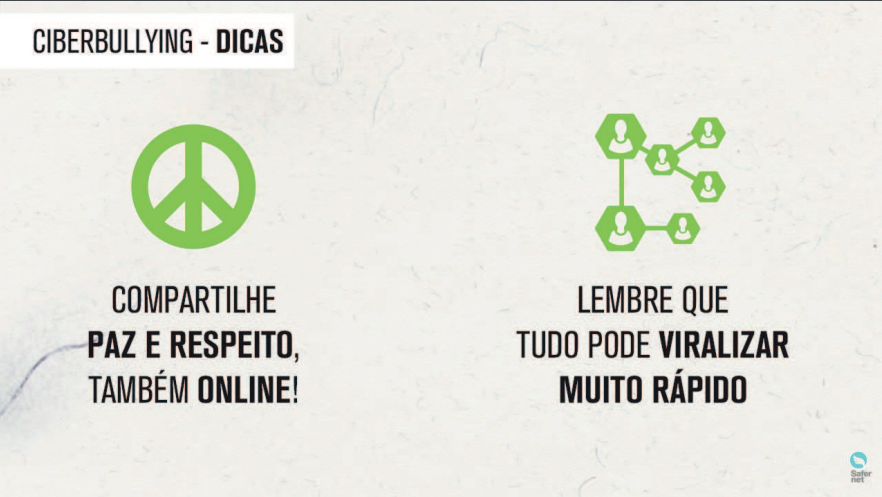 CIBERBULLYING - DICAS
COMPARTILHE
PAZ E RESPEITO,
TAMBÉM ONLINE!
LEMBRE QUE
TUDO PODE VIRALIZAR
MUITO RÁPIDO
Safer
net